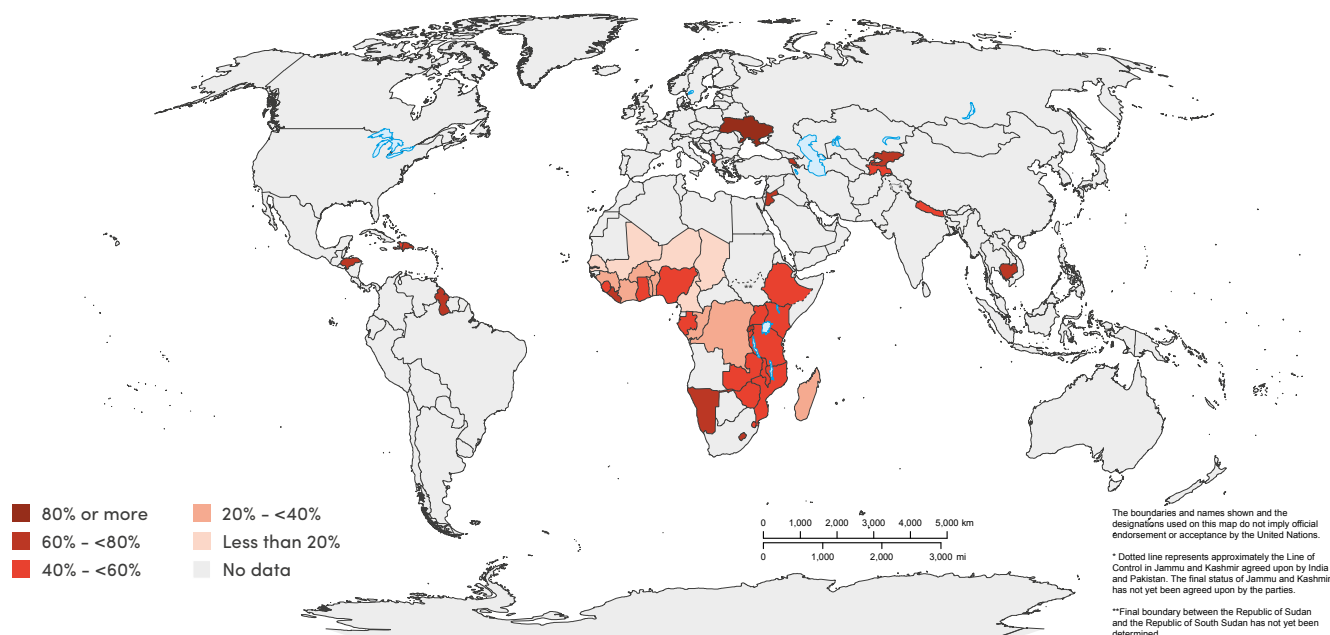 80% or more
60% - <80%
40% - <60%
20% - <40%
Less than 20%
No data
0 1,000 2,000 3,000 4,000 5,000 km
0 1,000 2,000 3,000 mi
The boundaries and names shown and the
designations used on this map do not imply official
endorsement or acceptance by the United Nations.
* Dotted line represents approximately the Line of
Control in Jammu and Kashmir agreed upon by India
and Pakistan. The final status of Jammu and Kashmir
has not yet been agreed upon by the parties.
**Final boundary between the Republic of Sudan
and the Republic of South Sudan has not yet been
determined
**